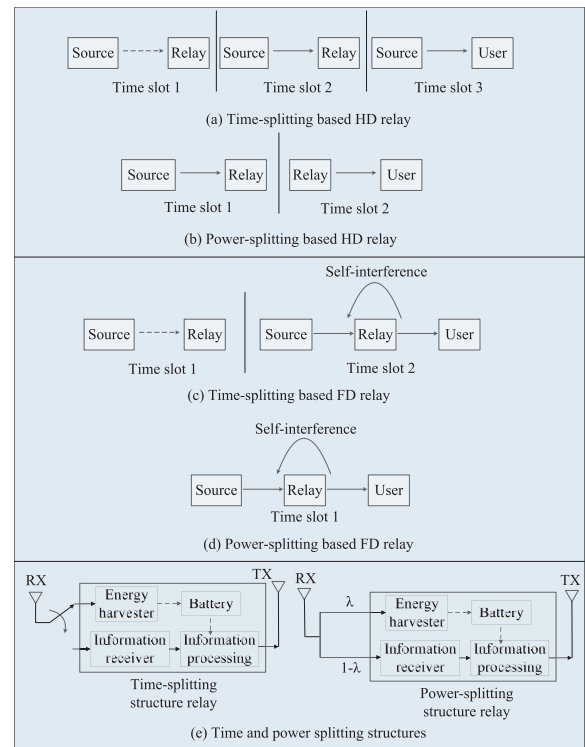 Source Relay Source Relay Source User
Time slot 1 Time slot 2 Time slot 3
(a) Time-splitting based HD relay
Source Relay Relay User
Time slot 1 Time slot 2
(b) Power-splitting based HD relay
Self-interference
Source Relay Source Relay User
Time slot 1 Time slot 2
(c) Time-splitting based FD relay
Self-interference
Source Relay User
Time slot 1
(d) Power-splitting based FD relay
RX TX RX TX
Energy harvester Battery
Information receiver Information processing
Time-splitting
structure relay
λ Energy harvester Battery
1-λ Information receiver Information processing
Power-splitting
structure relay
(e) Time and power splitting structures